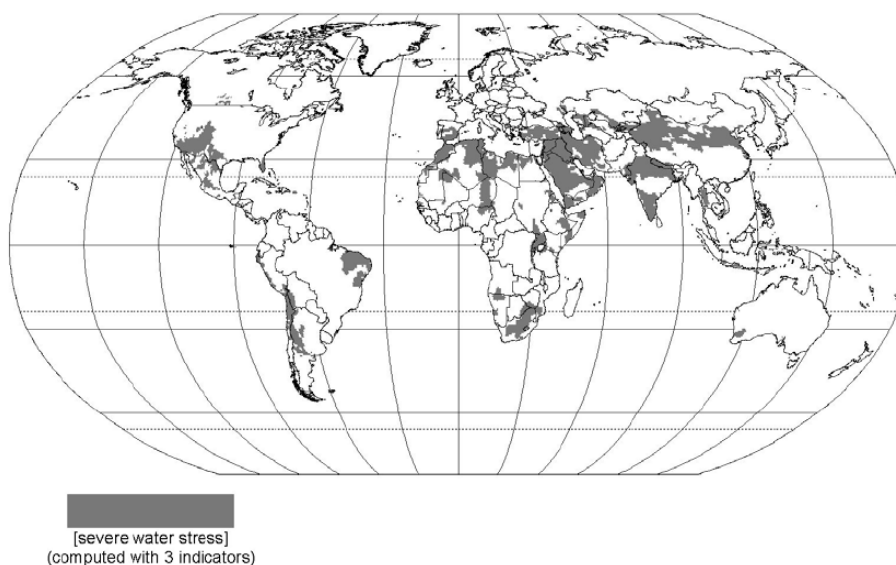 [severe water stress]
(computed with 3 indicators)